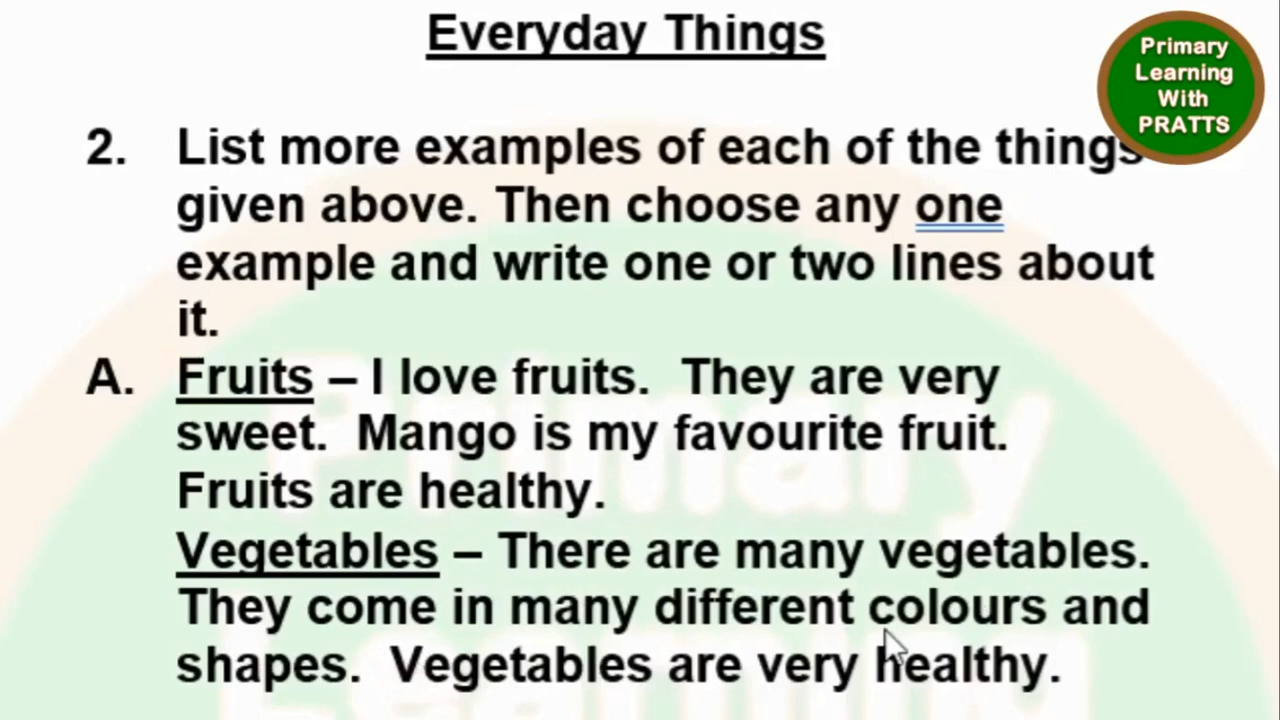 Everyday Things
Primary
Learning
With
PRATTS
2. List more examples of each of the things
given above. Then choose any one
example and write one or two lines about
it.
A. Fruits – I love fruits. They are very
sweet. Mango is my favourite fruit.
Fruits are healthy.
Vegetables – There are many vegetables.
They come in many different colours and
shapes. Vegetables are very healthy.
Primary
Learning